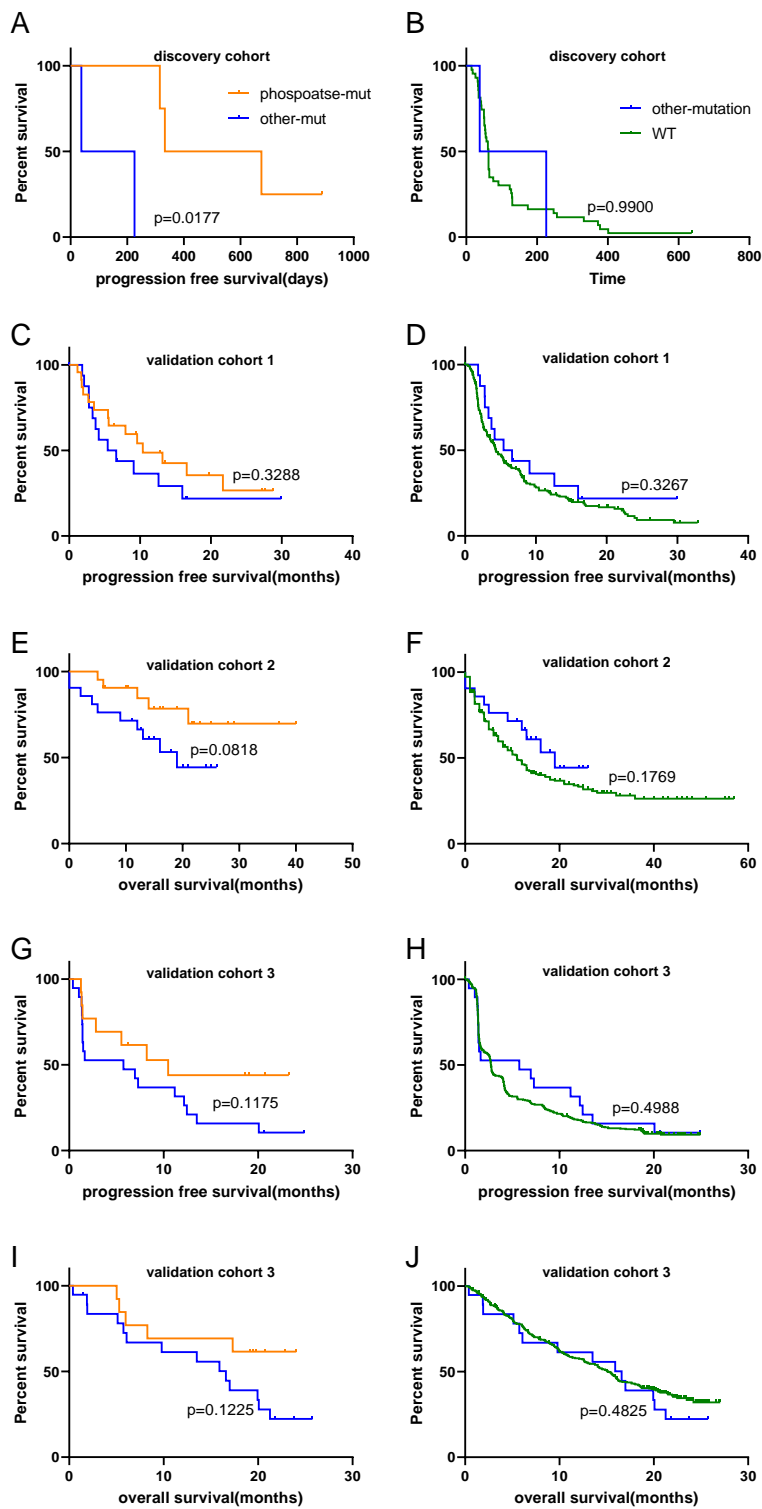 A
discovery cohort
Percent survival
100
50
0
phospoatse-mut
other-mut
p=0.0177
0 200 400 600 800 1000
progression free survival(days)
B
discovery cohort
Percent survival
100
50
0
other-mutation
WT
p=0.9900
0 200 400 600 800
Time
C
validation cohort 1
Percent survival
100
50
0
p=0.3288
0 10 20 30 40
progression free survival(months)
D
validation cohort 1
Percent survival
100
50
0
p=0.3267
0 10 20 30 40
progression free survival(months)
E
validation cohort 2
Percent survival
100
50
0
p=0.0818
0 10 20 30 40 50
overall survival(months)
F
validation cohort 2
Percent survival
100
50
0
p=0.1769
0 20 40 60
overall survival(months)
G
validation cohort 3
Percent survival
100
50
0
p=0.1175
0 10 20 30
progression free survival(months)
H
validation cohort 3
Percent survival
100
50
0
p=0.4988
0 10 20 30
progression free survival(months)
I
validation cohort 3
Percent survival
100
50
0
p=0.1225
0 10 20 30
overall survival(months)
J
validation cohort 3
Percent survival
100
50
0
p=0.4825
0 10 20 30
overall survival(months)